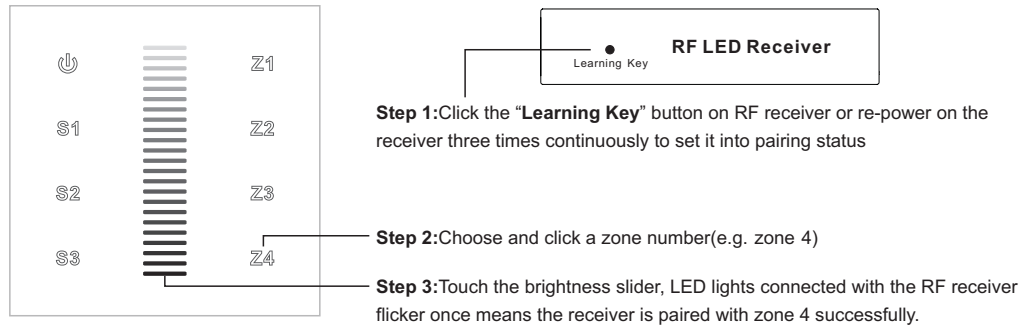 RF LED Receiver
Learning Key
Z1
S1
Z2
S2
Z3
S3
Z4
Step 1:Click the “Learning Key” button on RF receiver or re-power on the
receiver three times continuously to set it into pairing status
Step 2:Choose and click a zone number(e.g. zone 4)
Step 3:Touch the brightness slider, LED lights connected with the RF receiver
flicker once means the receiver is paired with zone 4 successfully.